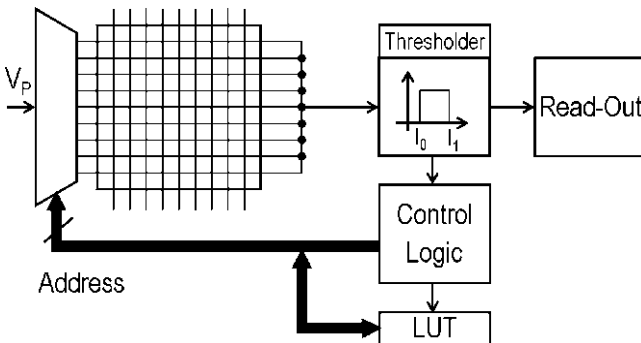 Thresholder
V_P
I_0 I_1
Read-Out
Control
Logic
Address
LUT